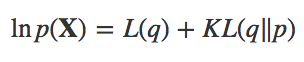 ln p(X) = L(q) + KL(q||p)